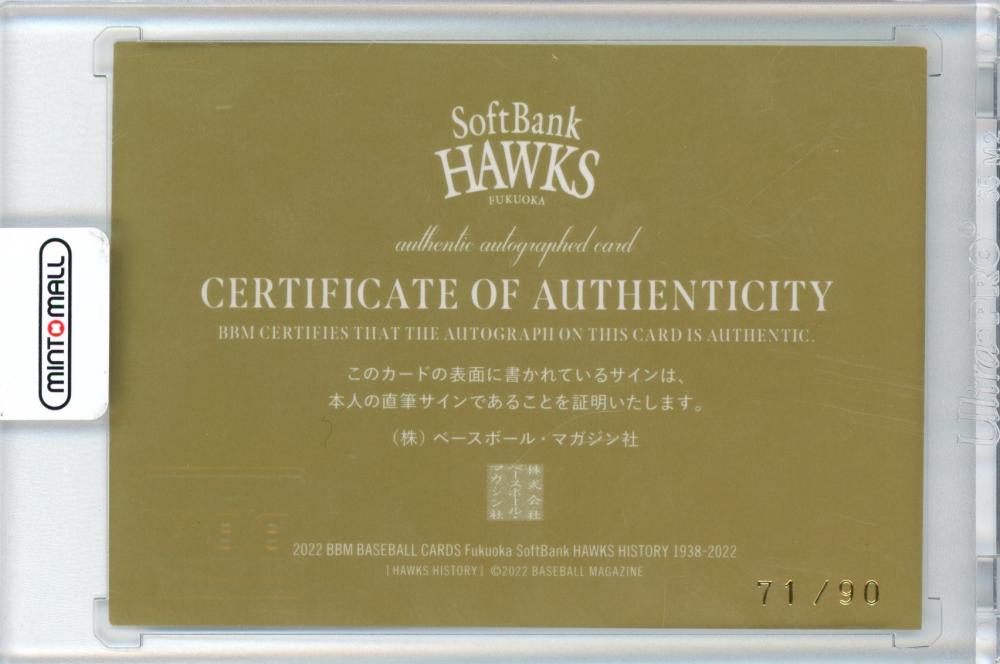 SoftBank
HAWKS
FUKUOKA
authentic autographed card
CERTIFICATE OF AUTHENTICITY
BBM CERTIFIES THAT THE AUTOGRAPH ON THIS CARD IS AUTHENTIC.
このカードの表面に書かれているサインは、
本人の直筆サインであることを証明いたします。
（株）ベースボール・マガジン社
株式会社
ベースボール・
マガジン社
2022 BBM BASEBALL CARDS Fukuoka SoftBank HAWKS HISTORY 1938-2022
[HAWKS HISTORY] ©2022 BASEBALL MAGAZINE
71/90
MINTOMALL